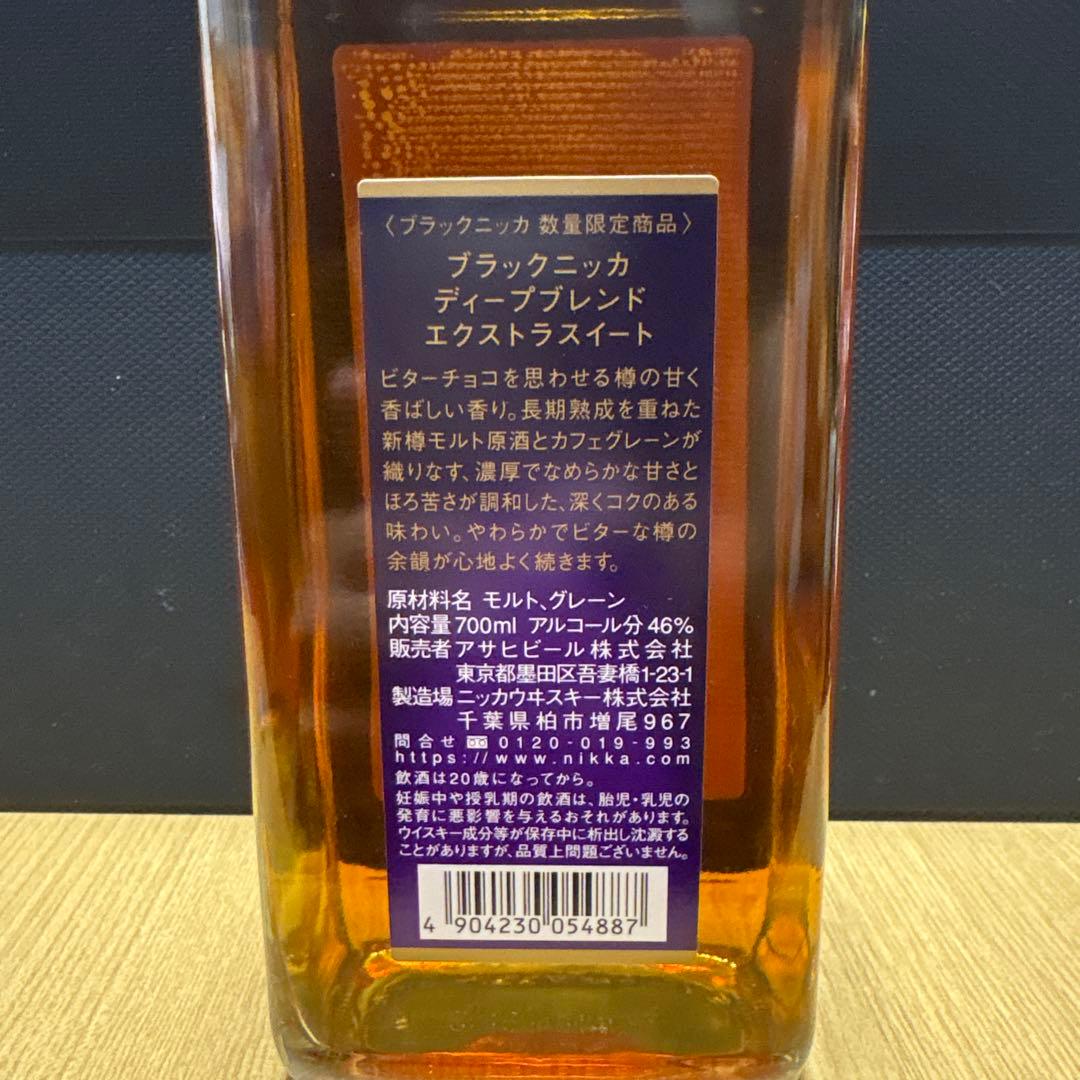 〈ブラックニッカ 数量限定商品〉
ブラックニッカ
ディープブレンド
エクストラスイート
ビターチョコを思わせる樽の甘く
香ばしい香り。長期熟成を重ねた
新樽モルト原酒とカフェグレーンが
織りなす、濃厚でなめらかな甘さと
ほろ苦さが調和した、深くコクのある
味わい。やわらかでビターな樽の
余韻が心地よく続きます。
原材料名 モルト、グレーン
内容量 700ml アルコール分 46%
販売者 アサヒビール株式会社
東京都墨田区吾妻橋1-23-1
製造場 ニッカウヰスキー株式会社
千葉県柏市増尾967
問合せ 0120-019-993
https://www.nikka.com
飲酒は20歳になってから。
妊娠中や授乳期の飲酒は、胎児・乳児の
発育に悪影響を与えるおそれがあります。
ウイスキー成分等が保存中に析出し沈澱する
ことがありますが、品質上問題ございません。
4 904230 054887